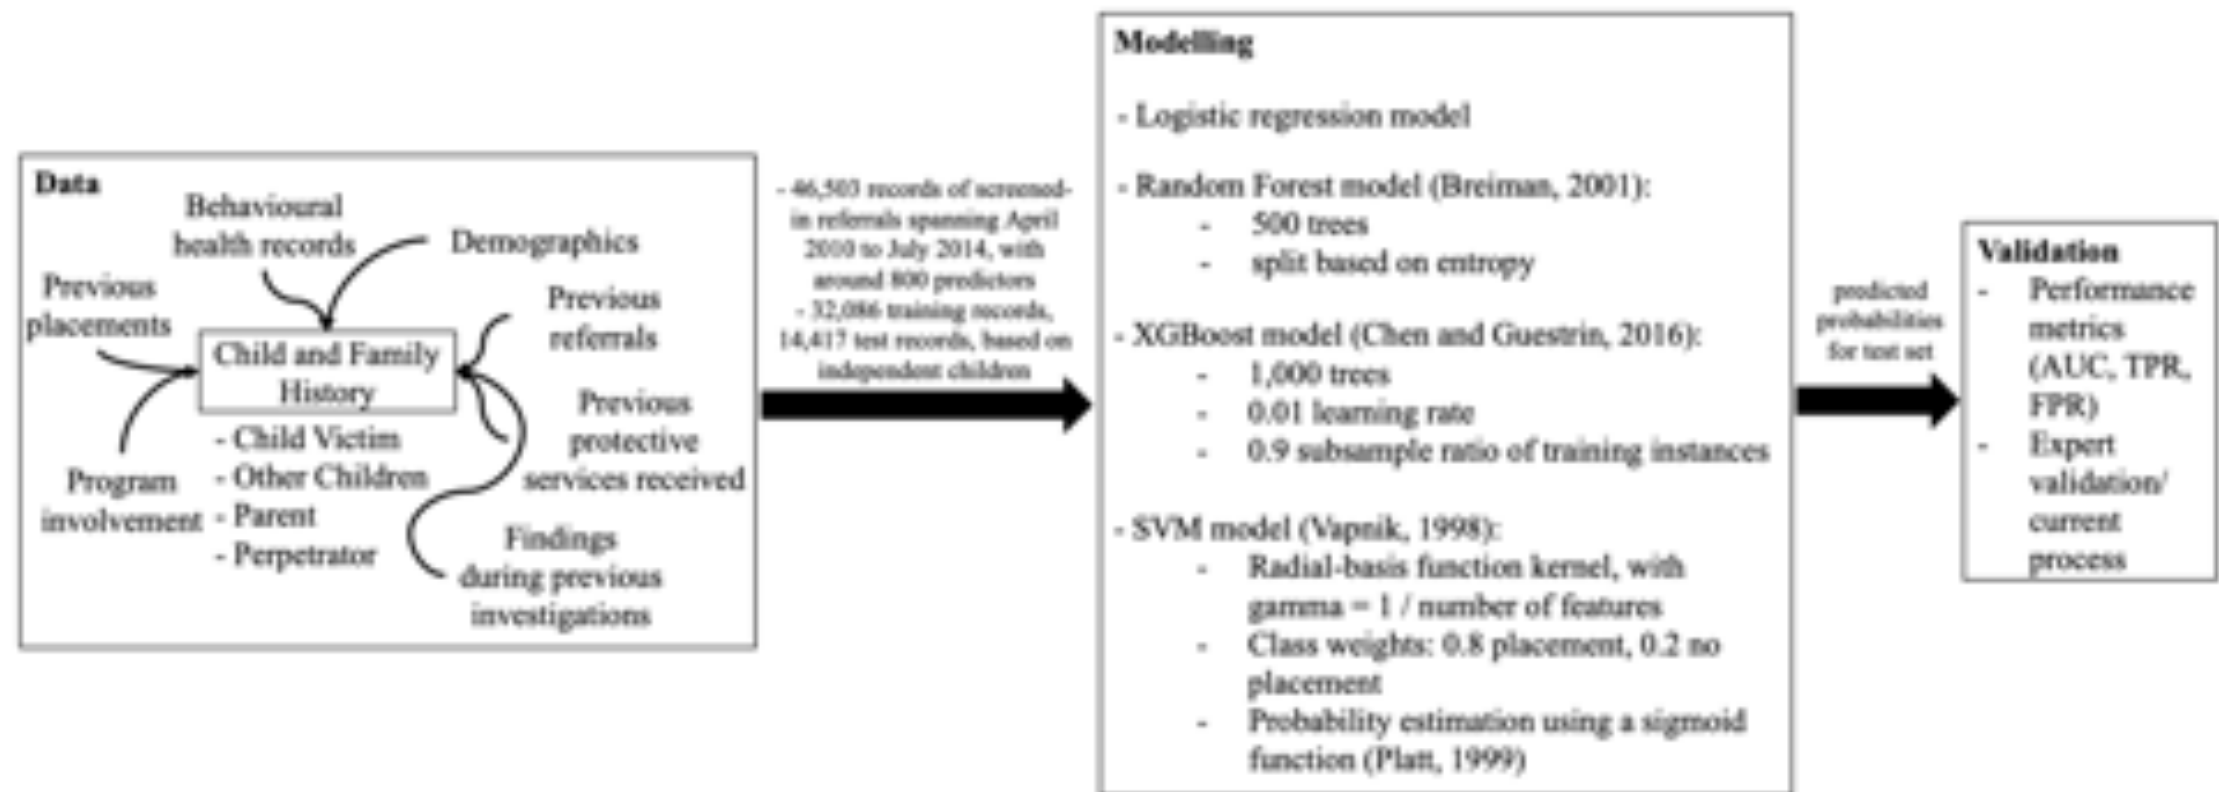 Data
Behavioural
health records
Demographics
Previous
placements
Previous
referrals
Child and Family
History
Previous
protective
services received
- Child Victim
- Other Children
- Parent
- Perpetrator
Program
involvement
Findings
during previous
investigations
- 46,503 records of screened-
in referrals spanning April
2010 to July 2014, with
around 800 predictors
- 32,086 training records,
14,417 test records, based on
independent children
Modelling
- Logistic regression model
- Random Forest model (Breiman, 2001):
- 500 trees
- split based on entropy
- XGBoost model (Chen and Guestrin, 2016):
- 1,000 trees
- 0.01 learning rate
- 0.9 subsample ratio of training instances
- SVM model (Vapnik, 1998):
- Radial-basis function kernel, with
gamma = 1 / number of features
- Class weights: 0.8 placement, 0.2 no
placement
- Probability estimation using a sigmoid
function (Platt, 1999)
predicted
probabilities
for test set
Validation
- Performance
metrics
(AUC, TPR,
FPR)
- Expert
validation/
current
process